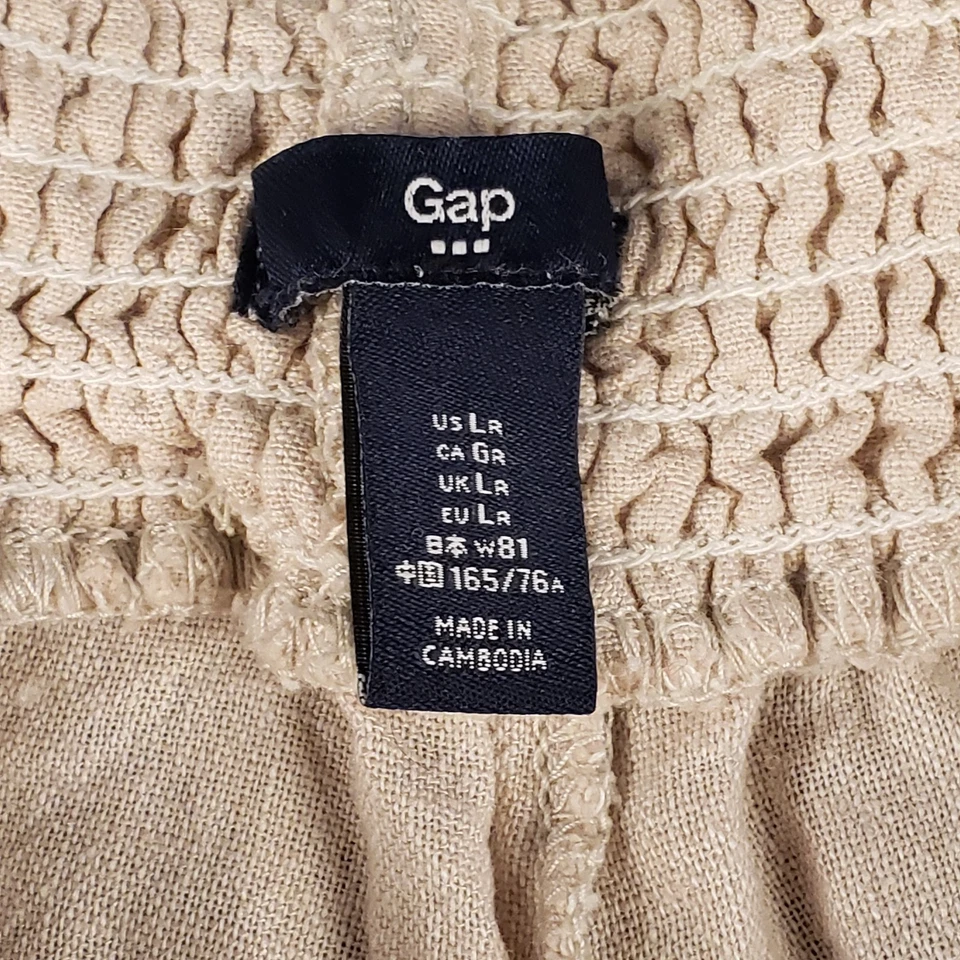 Gap
US LR
CA GR
UK LR
EU LR
日本 W81
中国 165/76A
MADE IN
CAMBODIA